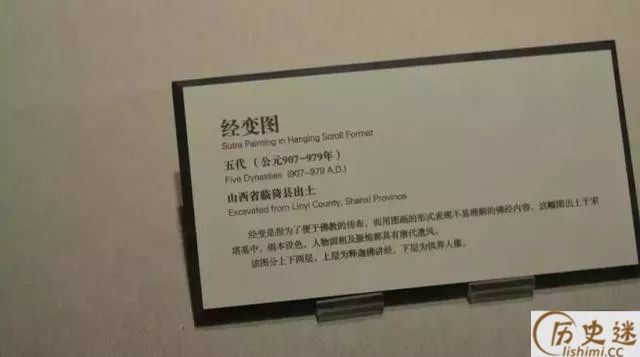 经变图
Sutra Painting in Hanging Scroll Format
五代（公元907-979年）
Five Dynasties (907-979 A.D.)
山西省临猗县出土
Excavated from Linyi County, Shanxi Province
经变是指为了便于佛教的传布，而用图画的形式表现不易理解的佛经内容。这幅图出土于宋
塔基中，绢本设色，人物面相及服饰都具有唐代遗风。
该图分上下两层，上层为释迦佛讲经，下层为供养人像。
历史迷
lishimi.cc